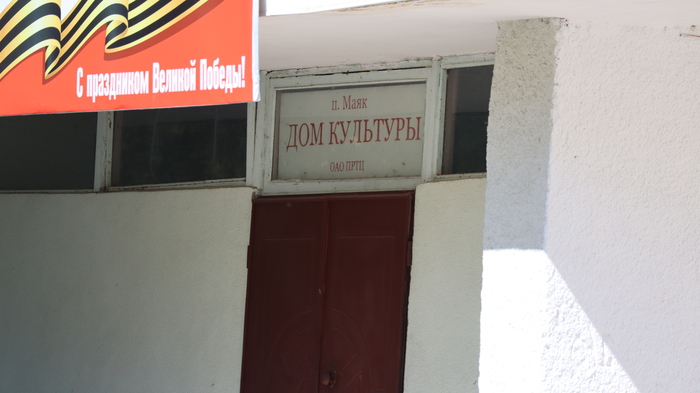 С праздником Великой Победы!
п. Маяк
ДОМ КУЛЬТУРЫ
ОАО ПРТЦ